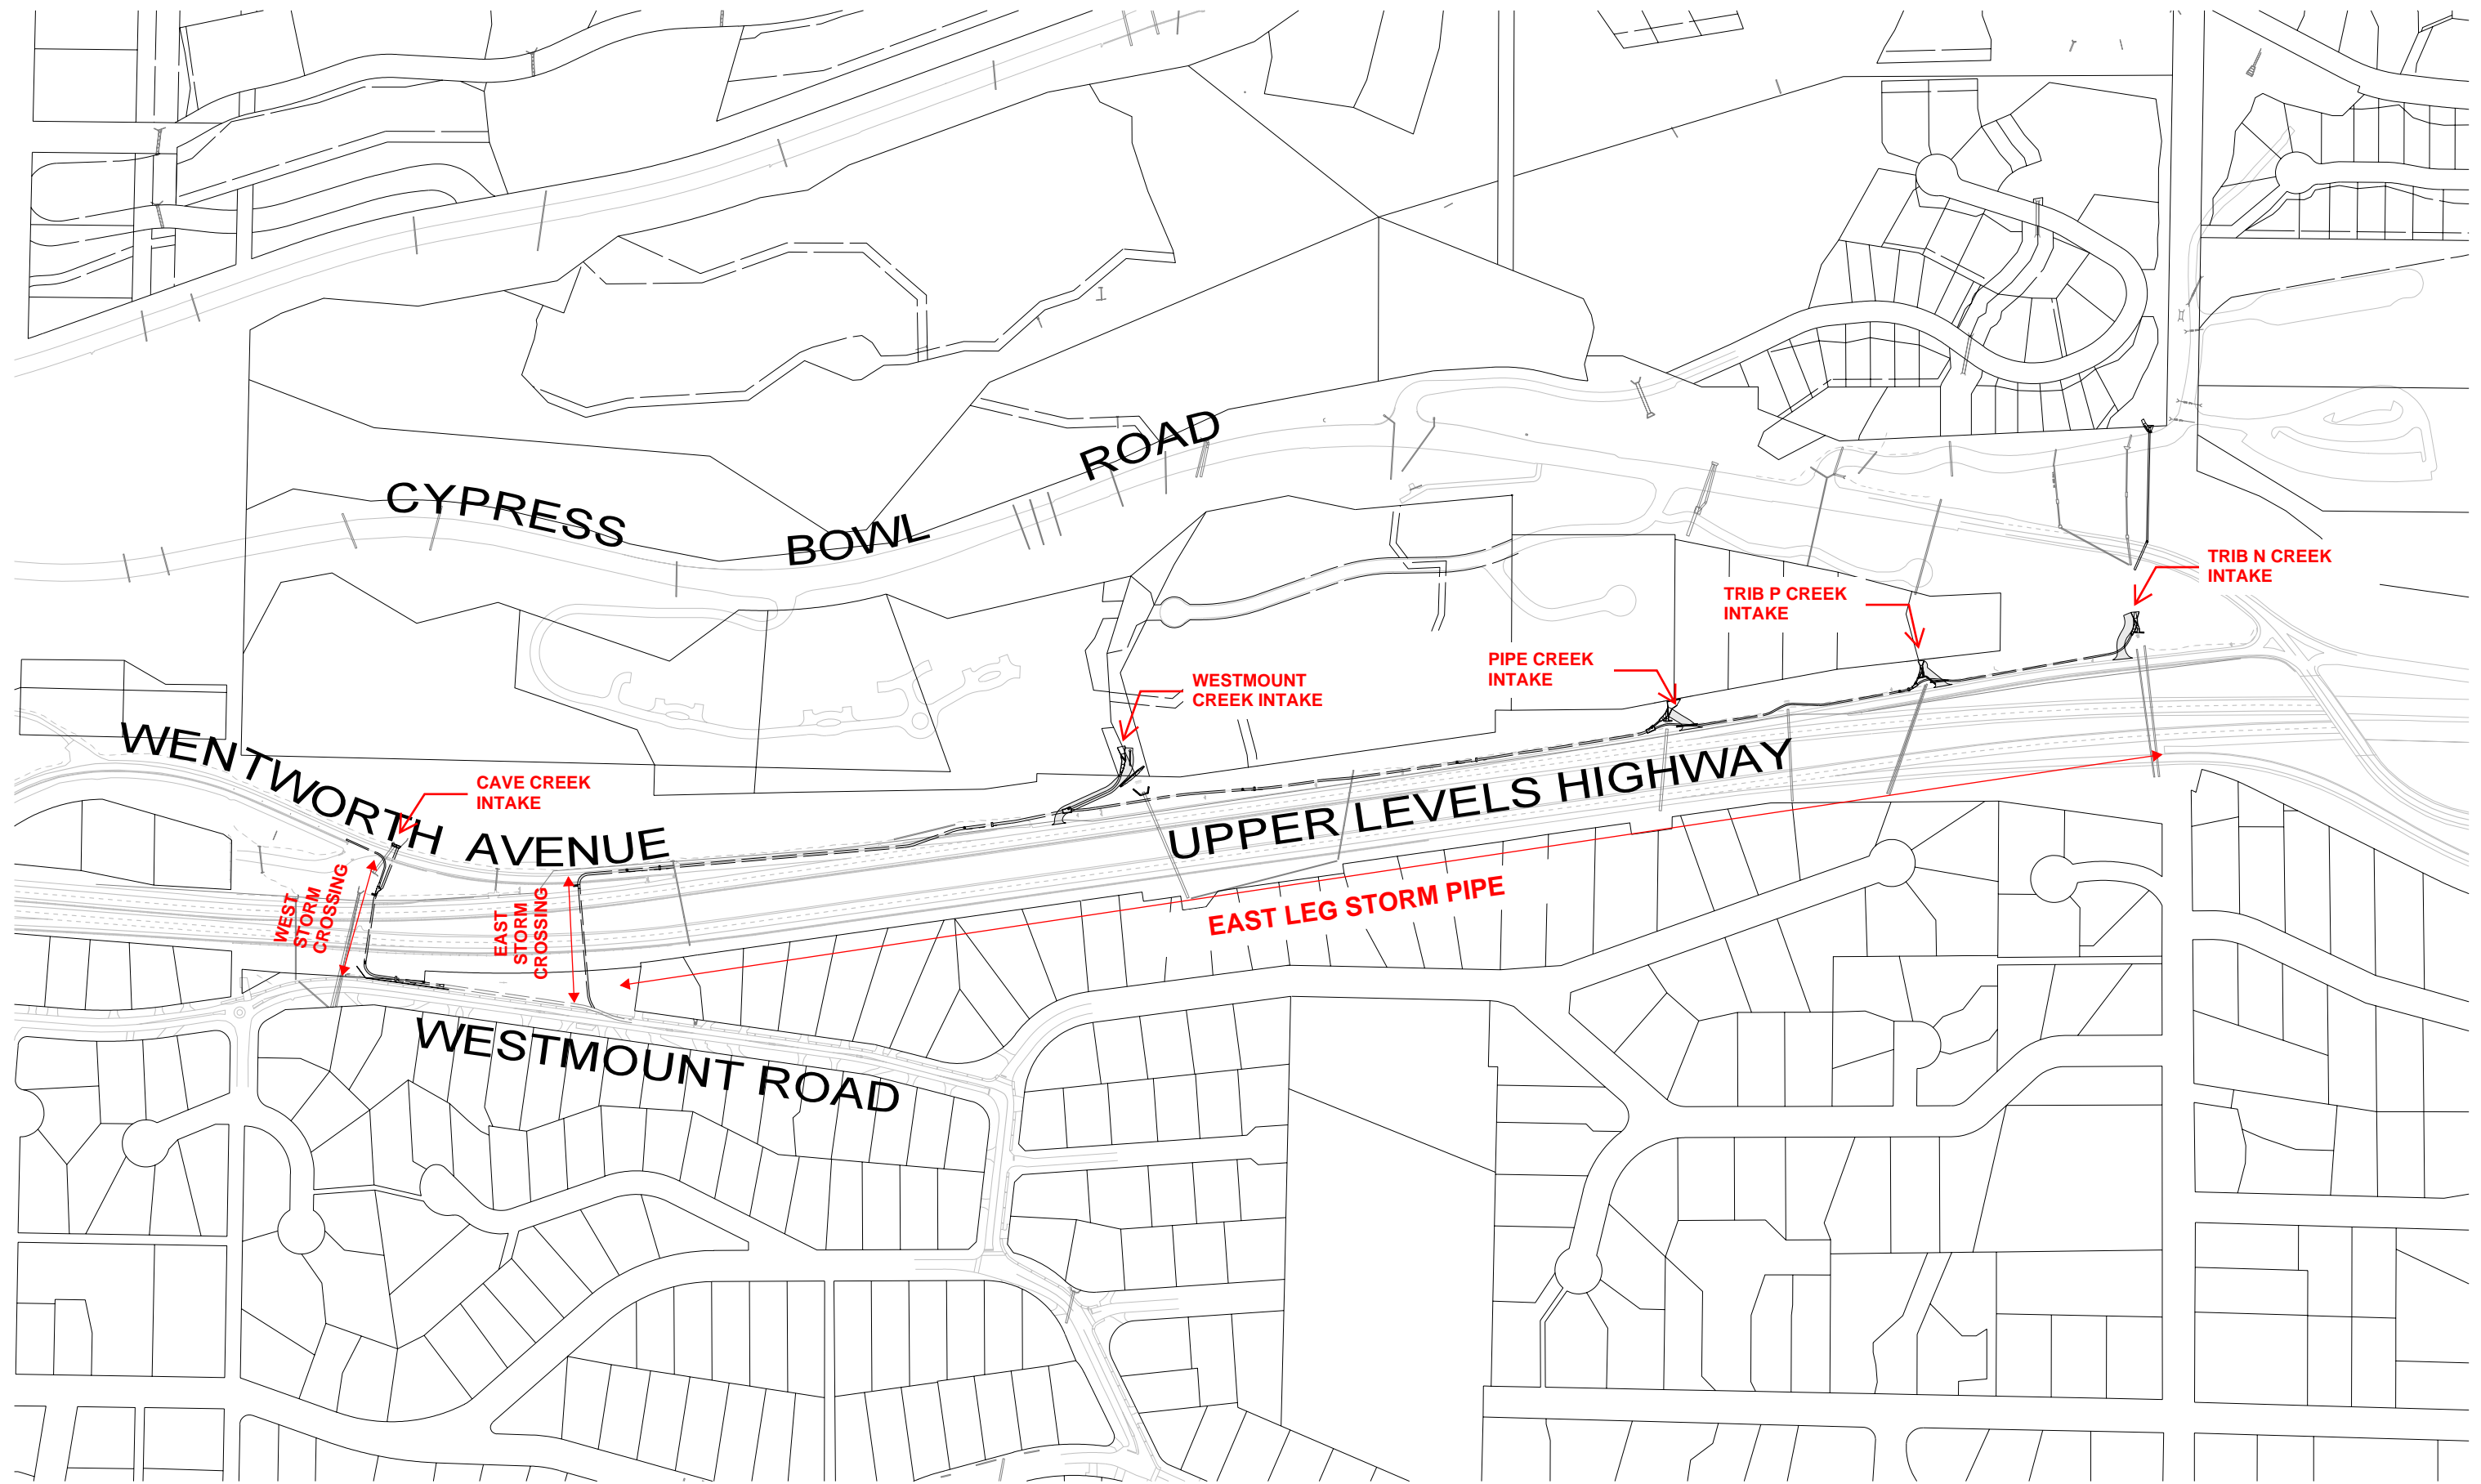 CYPRESS BOWL ROAD
TRIB N CREEK
INTAKE
TRIB P CREEK
INTAKE
PIPE CREEK
INTAKE
WESTMOUNT
CREEK INTAKE
WENTWORTH AVENUE
CAVE CREEK
INTAKE
UPPER LEVELS HIGHWAY
WEST
STORM
CROSSING
EAST
STORM
CROSSING
EAST LEG STORM PIPE
WESTMOUNT ROAD